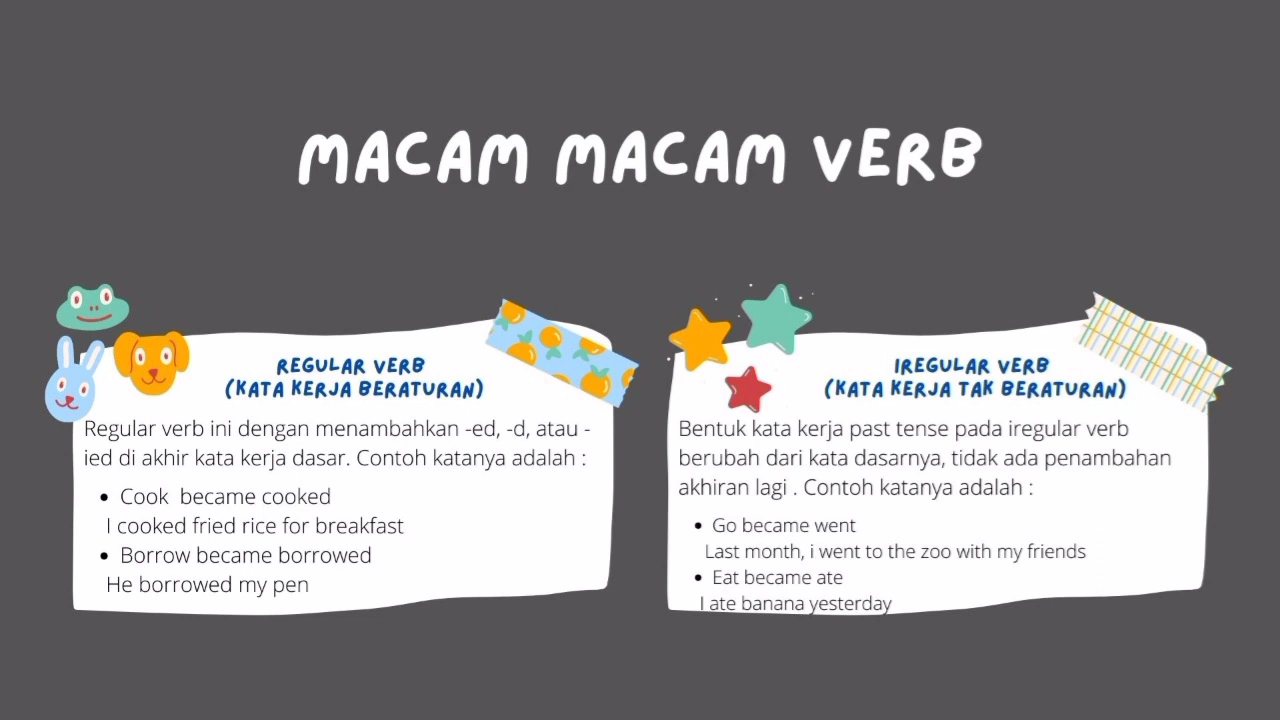 MACAM MACAM VERB
REGULAR VERB
(KATA KERJA BERATURAN)
Regular verb ini dengan menambahkan -ed, -d, atau -
ied di akhir kata kerja dasar. Contoh katanya adalah :
• Cook became cooked
I cooked fried rice for breakfast
• Borrow became borrowed
He borrowed my pen
IREGULAR VERB
(KATA KERJA TAK BERATURAN)
Bentuk kata kerja past tense pada iregular verb
berubah dari kata dasarnya, tidak ada penambahan
akhiran lagi . Contoh katanya adalah :
• Go became went
Last month, i went to the zoo with my friends
• Eat became ate
I ate banana yesterday